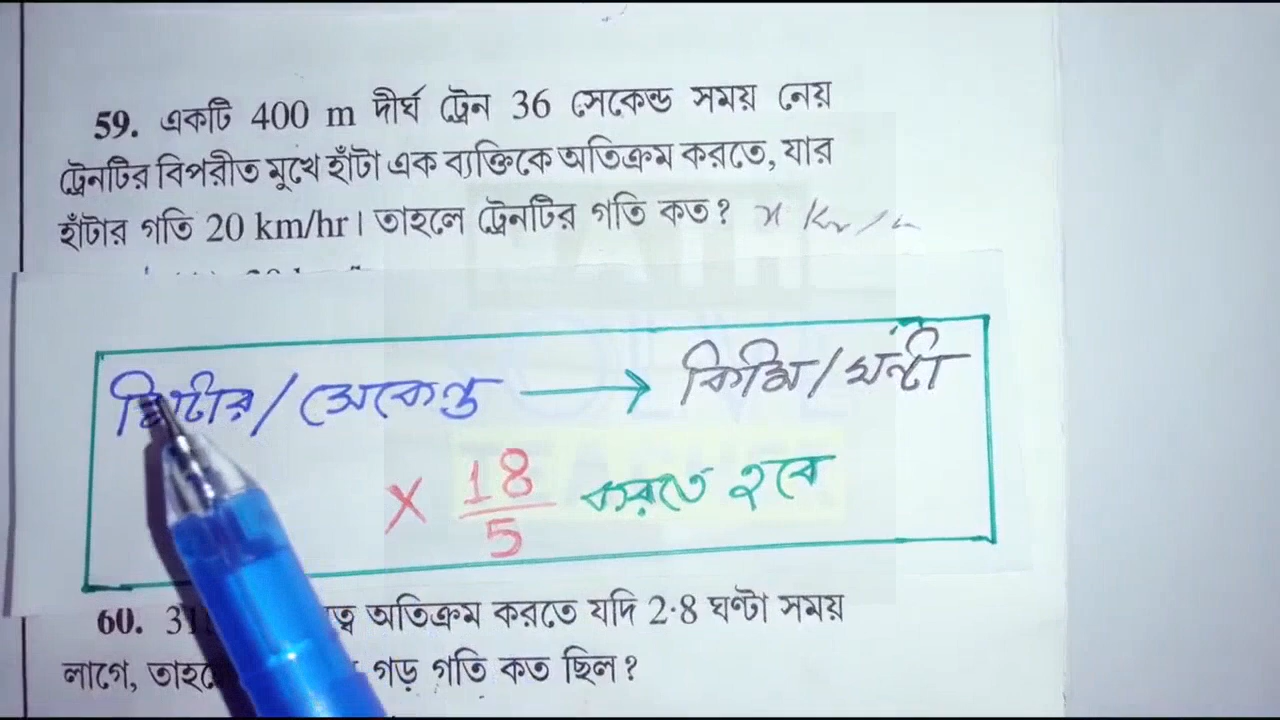 59. একটি 400 m দীর্ঘ ট্রেন 36 সেকেন্ড সময় নেয়
ট্রেনটির বিপরীত মুখে হাঁটা এক ব্যক্তিকে অতিক্রম করতে, যার
হাঁটার গতি 20 km/hr। তাহলে ট্রেনটির গতি কত?
মিটার/সেকেন্ড → কিমি/ঘন্টা
× 18/5 করতে হবে
60. অতিক্রম করতে যদি 2·8 ঘণ্টা সময়
লাগে, গড় গতি কত ছিল?